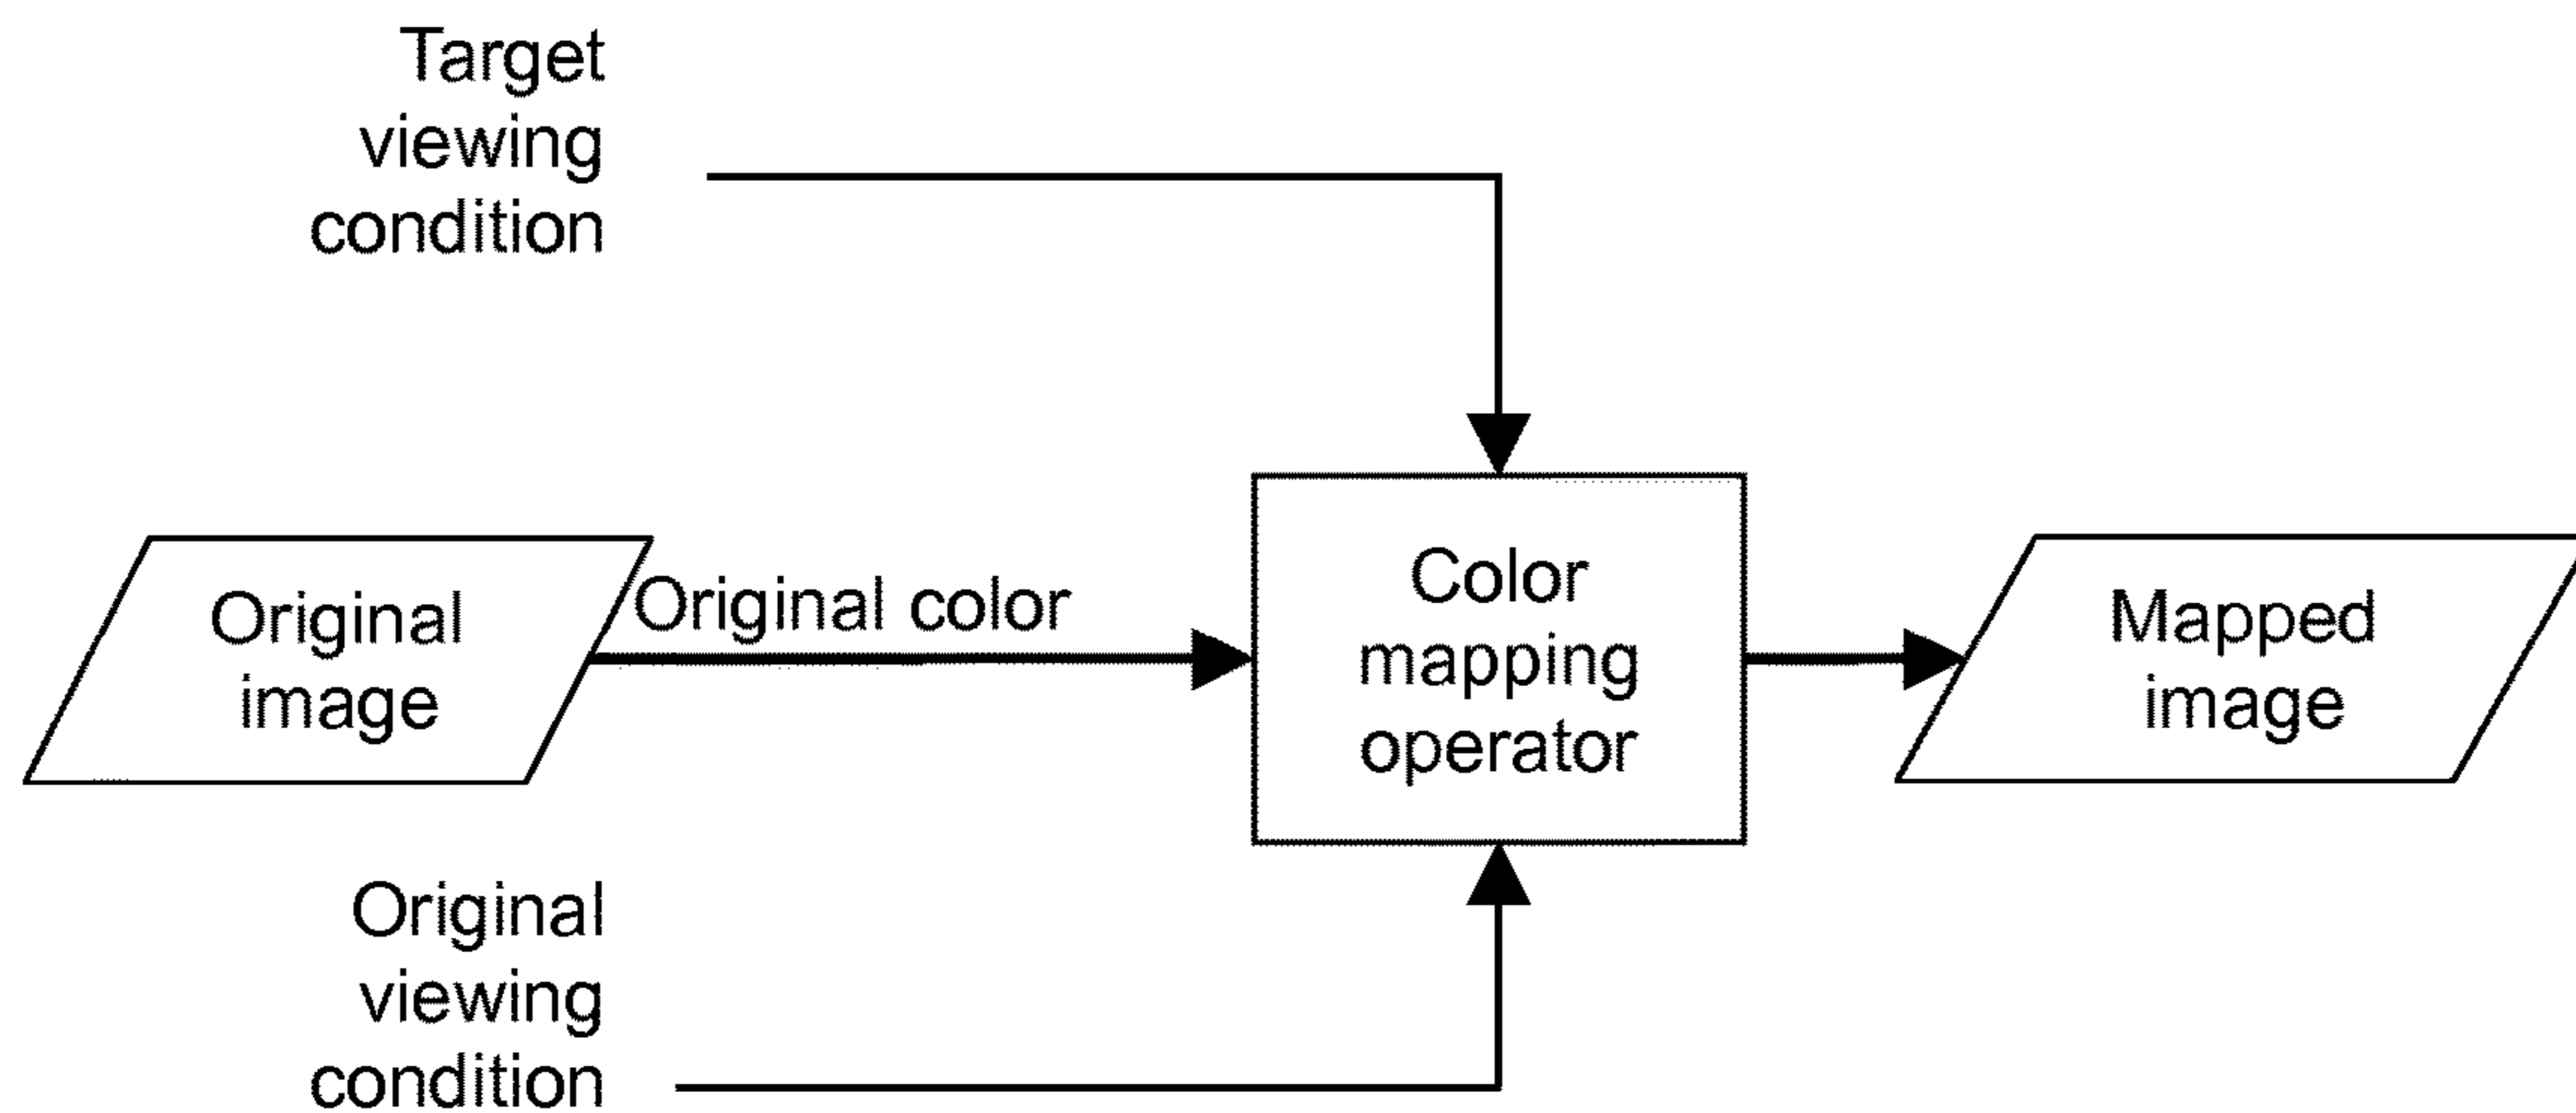 Target
viewing
condition
Original
image
Original color
Color
mapping
operator
Mapped
image
Original
viewing
condition